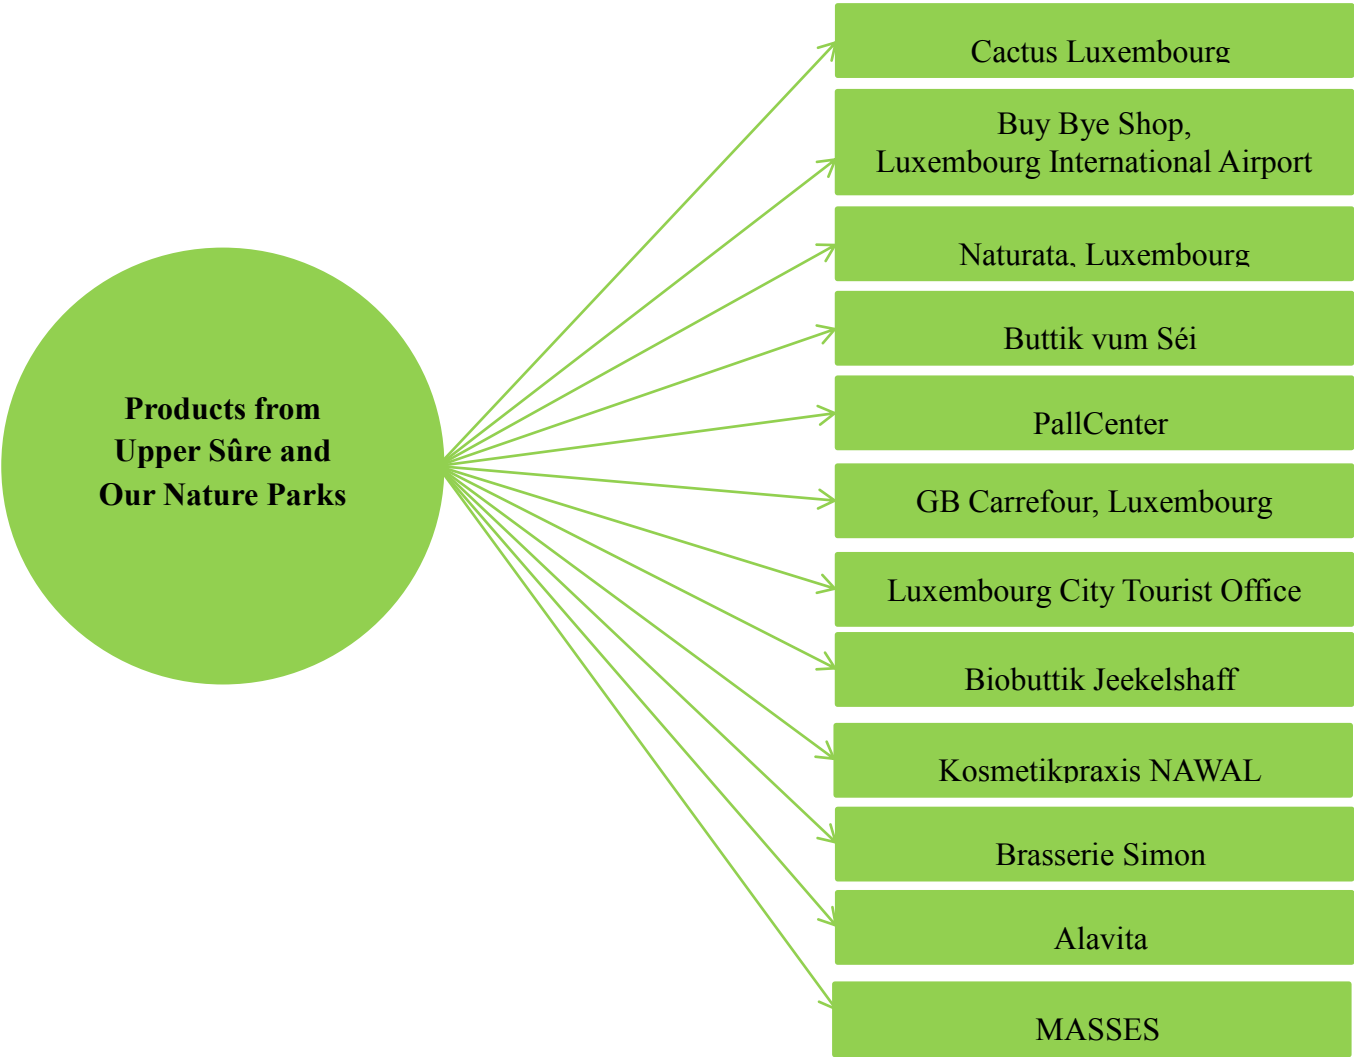 Cactus Luxembourg
Buy Bye Shop,
Luxembourg International Airport
Naturata, Luxembourg
Buttik vum Séi
Products from
Upper Sûre and
Our Nature Parks
PallCenter
GB Carrefour, Luxembourg
Luxembourg City Tourist Office
Biobuttik Jeekelshaff
Kosmetikpraxis NAWAL
Brasserie Simon
Alavita
MASSES